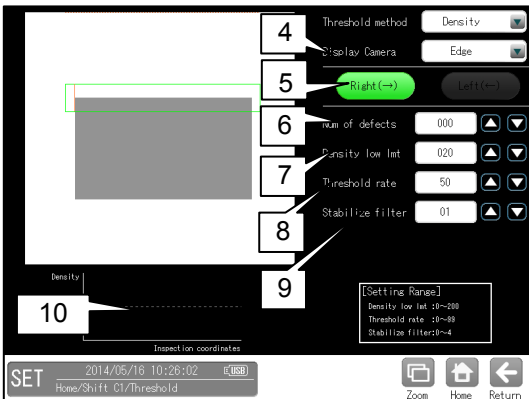 4
Threshold method Density
Display Camera Edge
5
Right(→) Left(←)
6
Num of defects 000
7
Density low lmt 020
Threshold rate 50
8
Stabilize filter 01
9
Density
10
Inspection coordinates
[Setting Range]
Density low lmt :0~200
Threshold rate :0~99
Stabilize filter:0~4
SET
2014/05/16 10:26:02 USB
Home/Shift C1/Threshold
Zoom Home Return